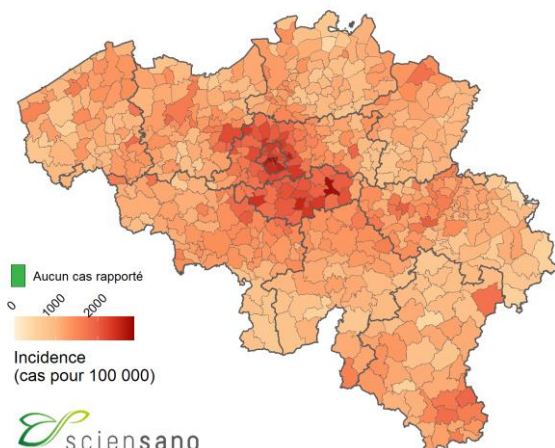 Aucun cas rapporté
0 1000 2000
Incidence
(cas pour 100 000)
sciensano